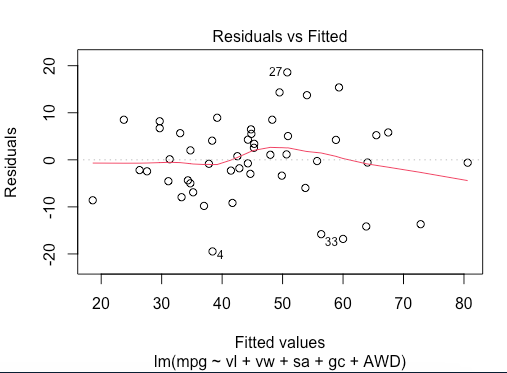 Residuals vs Fitted
Residuals
20
10
0
-10
-20
27
4
33
20 30 40 50 60 70 80
Fitted values
lm(mpg ~ vl + vw + sa + gc + AWD)